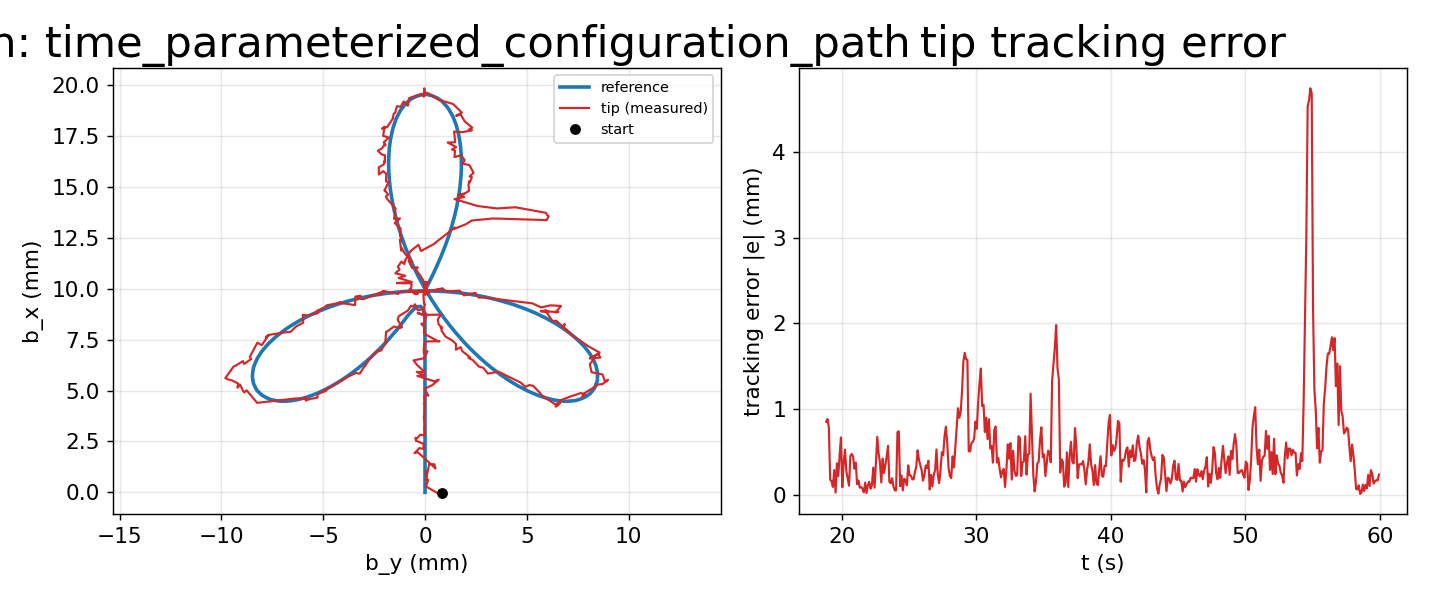 n: time_parameterized_configuration_path
tip tracking error
20.0
17.5
15.0
12.5
10.0
7.5
5.0
2.5
0.0
b_x (mm)
−15
−10
−5
0
5
10
b_y (mm)
reference
tip (measured)
start
4
3
2
1
0
tracking error |e| (mm)
20
30
40
50
60
t (s)